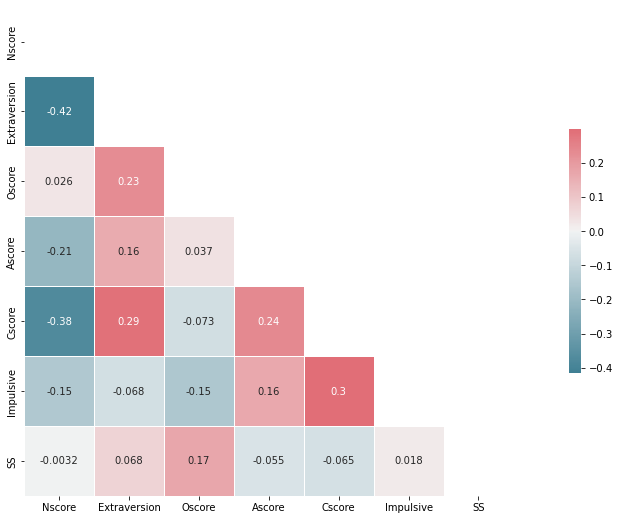 Nscore
Extraversion -0.42
Oscore 0.026 0.23
Ascore -0.21 0.16 0.037
Cscore -0.38 0.29 -0.073 0.24
Impulsive -0.15 -0.068 -0.15 0.16 0.3
SS -0.0032 0.068 0.17 -0.055 -0.065 0.018
Nscore Extraversion Oscore Ascore Cscore Impulsive SS
0.2
0.1
0.0
−0.1
−0.2
−0.3
−0.4